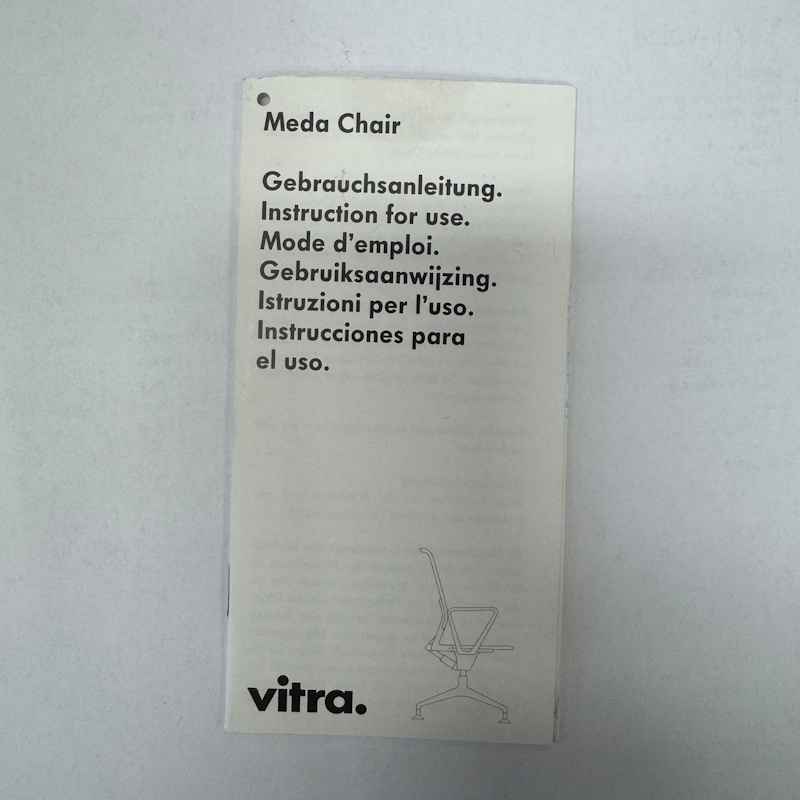 Meda Chair
Gebrauchsanleitung.
Instruction for use.
Mode d’emploi.
Gebruiksaanwijzing.
Istruzioni per l’uso.
Instrucciones para
el uso.
vitra.